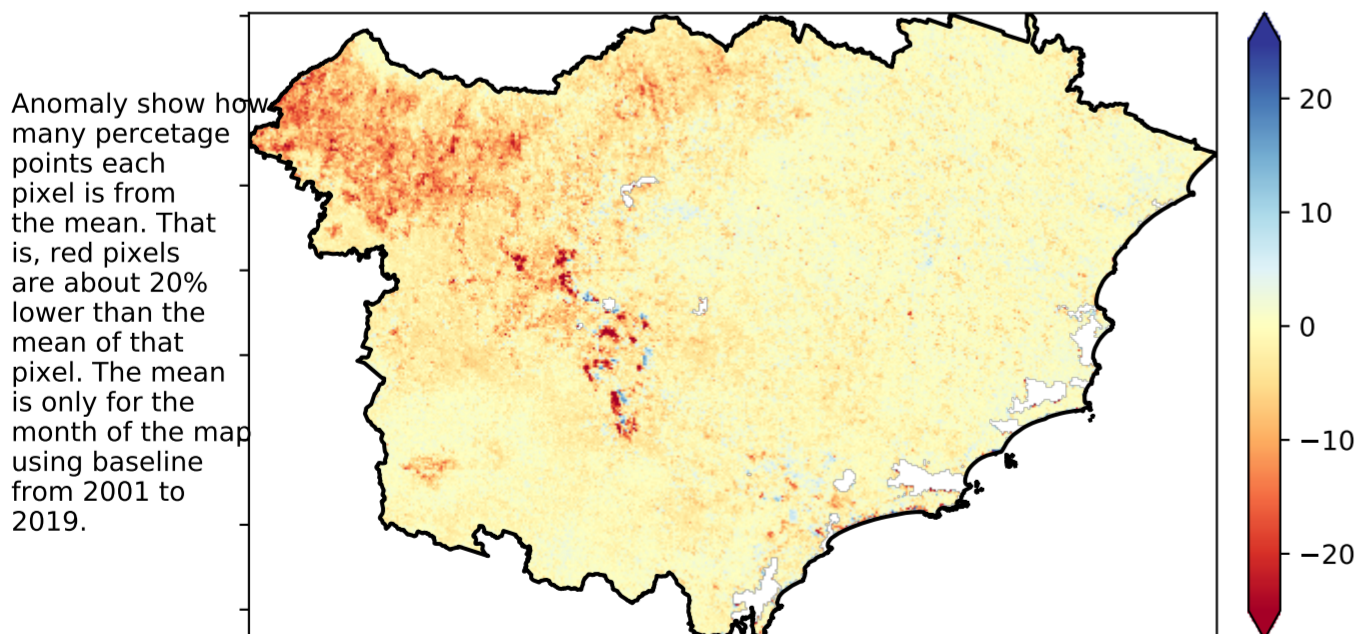 Anomaly show how
many percetage
points each
pixel is from
the mean. That
is, red pixels
are about 20%
lower than the
mean of that
pixel. The mean
is only for the
month of the map
using baseline
from 2001 to
2019.
20
10
0
−10
−20